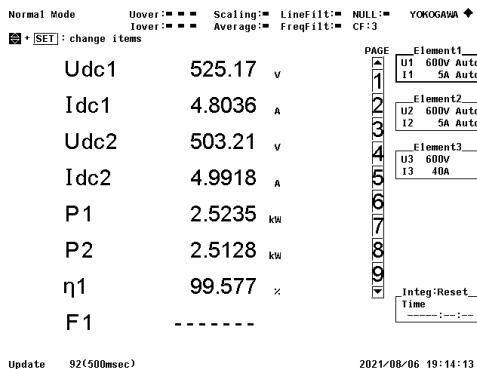 Normal Mode Uover: Scaling: LineFilt: NULL: YOKOGAWA
Iover: Average: FreqFilt: CF:3
+ SET : change items
PAGE
Udc1 525.17 V
Idc1 4.8036 A
Udc2 503.21 V
Idc2 4.9918 A
P1 2.5235 kW
P2 2.5128 kW
η1 99.577 %
F1 -------
1
2
3
4
5
6
7
8
9
Element1
U1 600V Auto
I1 5A Auto
Element2
U2 600V Auto
I2 5A Auto
Element3
U3 600V
I3 40A
Integ:Reset
Time
-----:--:--
Update 92(500msec) 2021/08/06 19:14:13